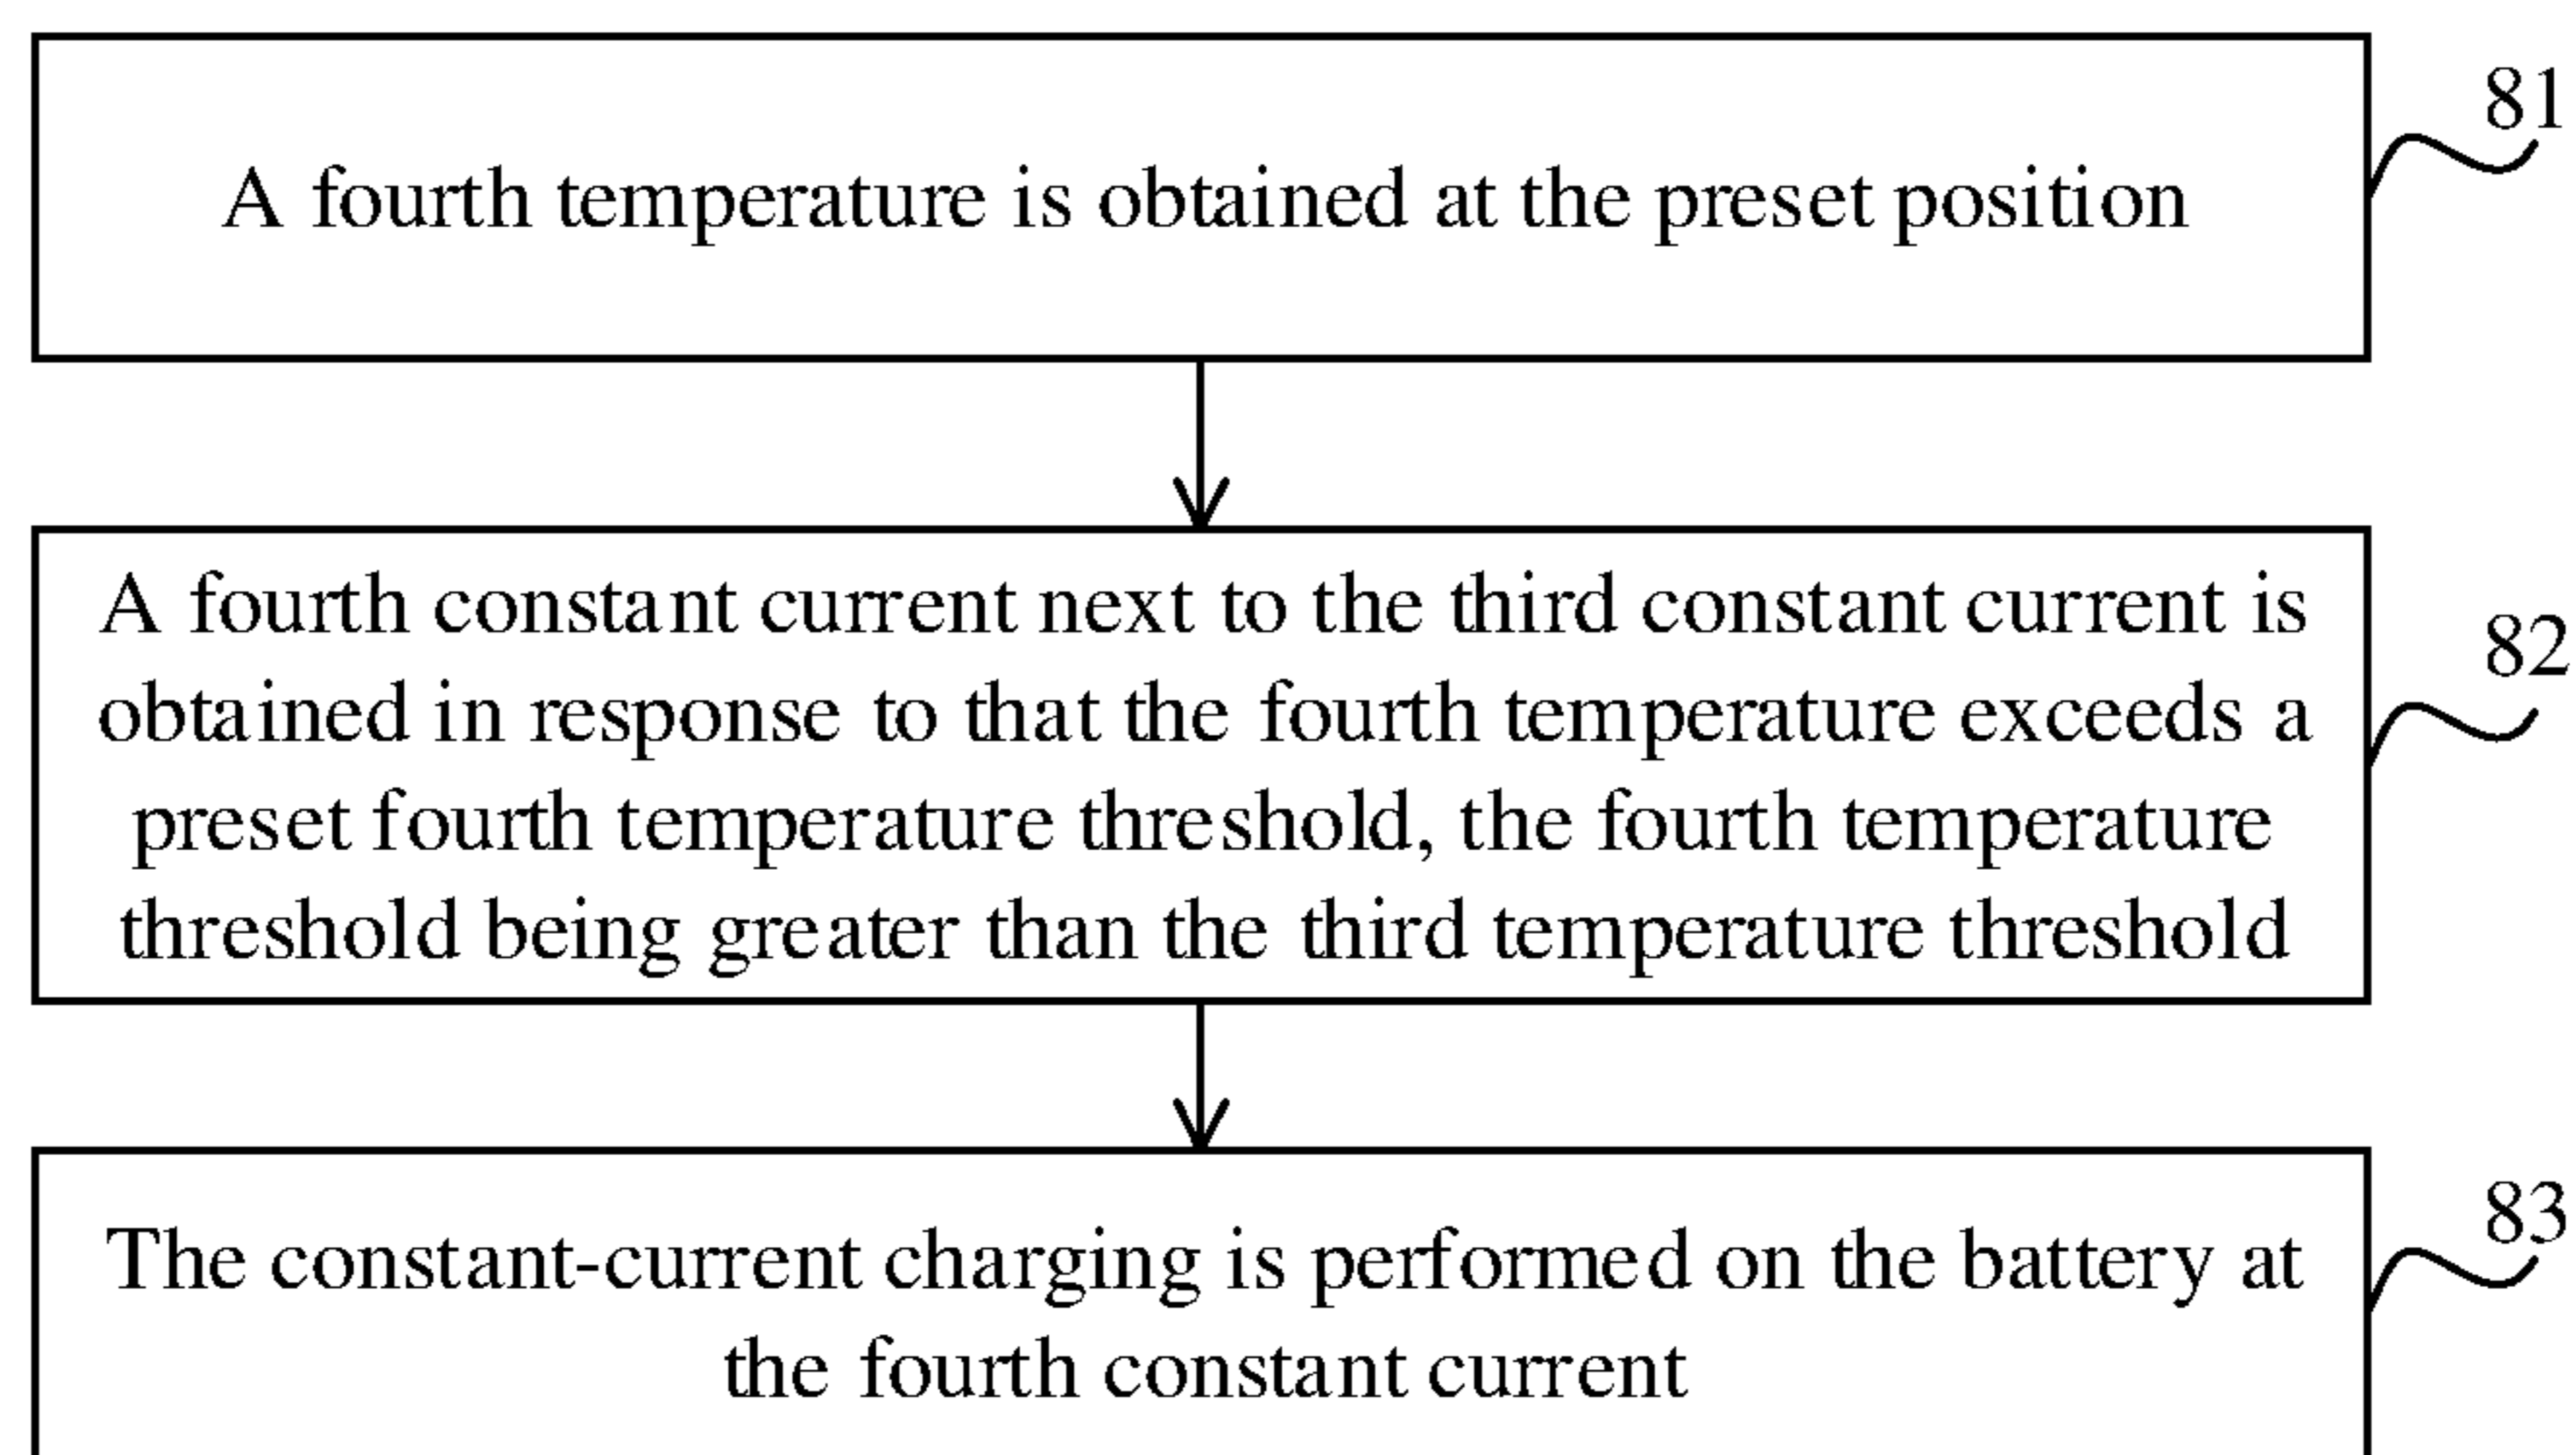 81
A fourth temperature is obtained at the preset position
A fourth constant current next to the third constant current is
82
obtained in response to that the fourth temperature exceeds a
preset fourth temperature threshold, the fourth temperature
threshold being greater than the third temperature threshold
83
The constant-current charging is performed on the battery at
the fourth constant current